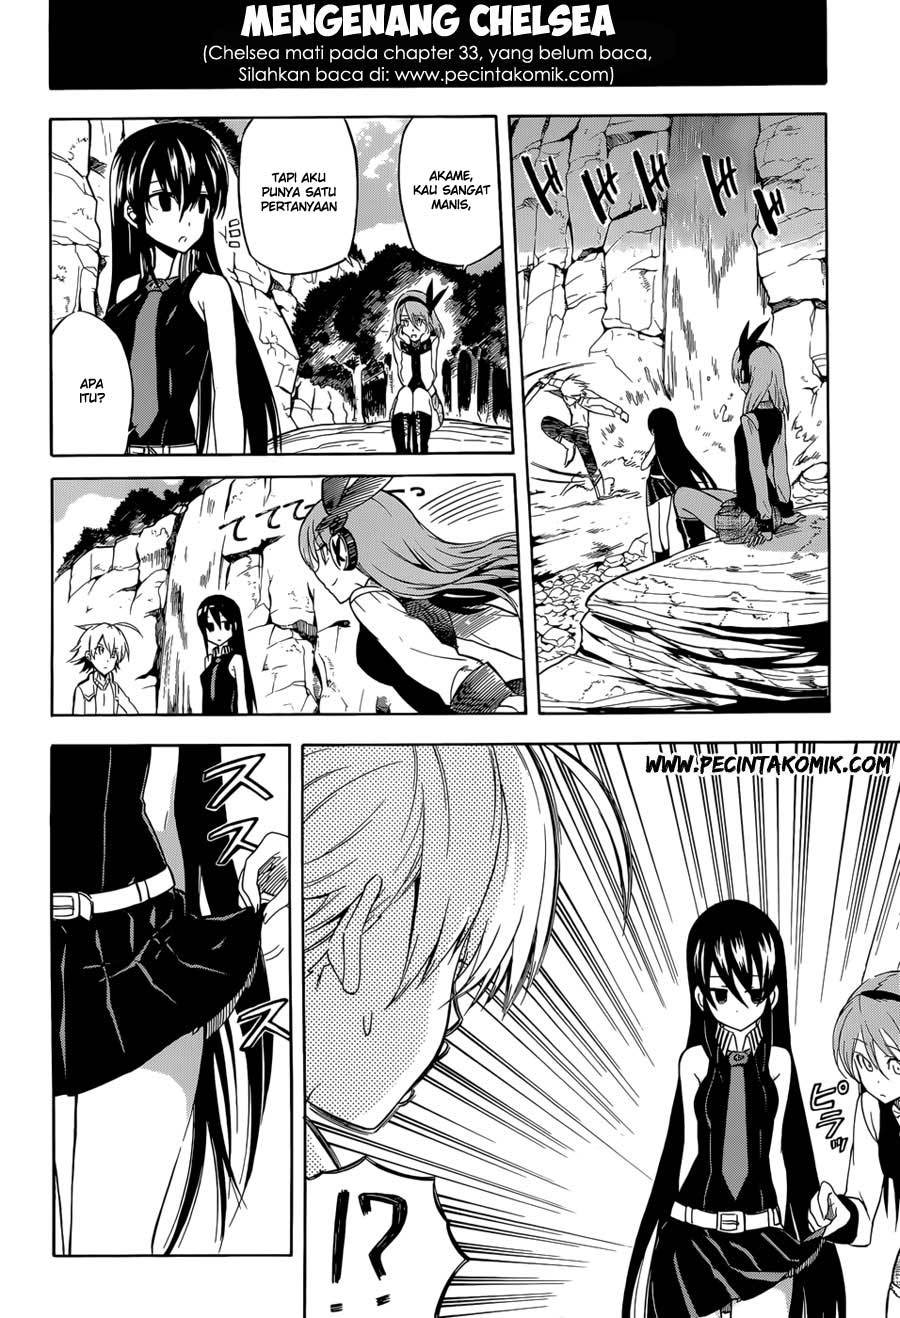 MENGENANG CHELSEA
(Chelsea mati pada chapter 33, yang belum baca,
Silahkan baca di: www.pecintakomik.com)
ドドドドド
AKAME,
KAU SANGAT
MANIS,
TAPI AKU
PUNYA SATU
PERTANYAAN
APA
ITU?
てててて
WWW.PECINTAKOMIK.COM
ピラッ
!?
ススス